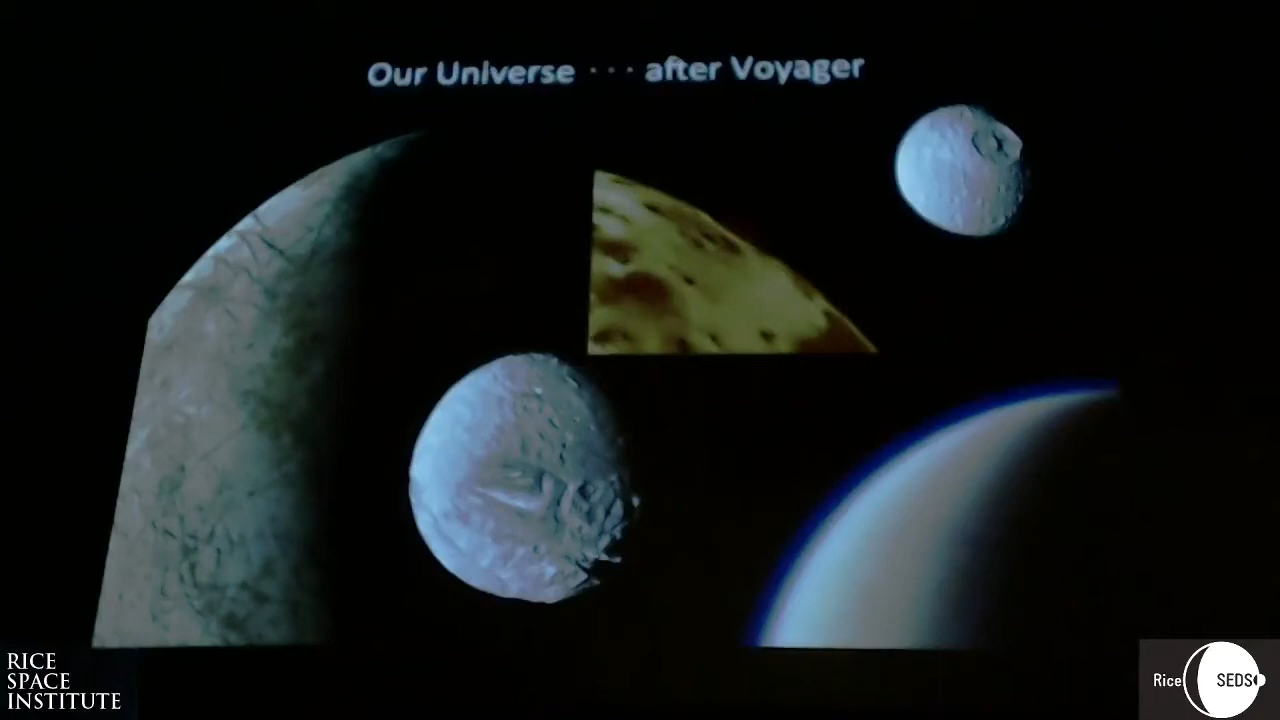 Our Universe ··· after Voyager
RICE
SPACE
INSTITUTE
Rice SEDS